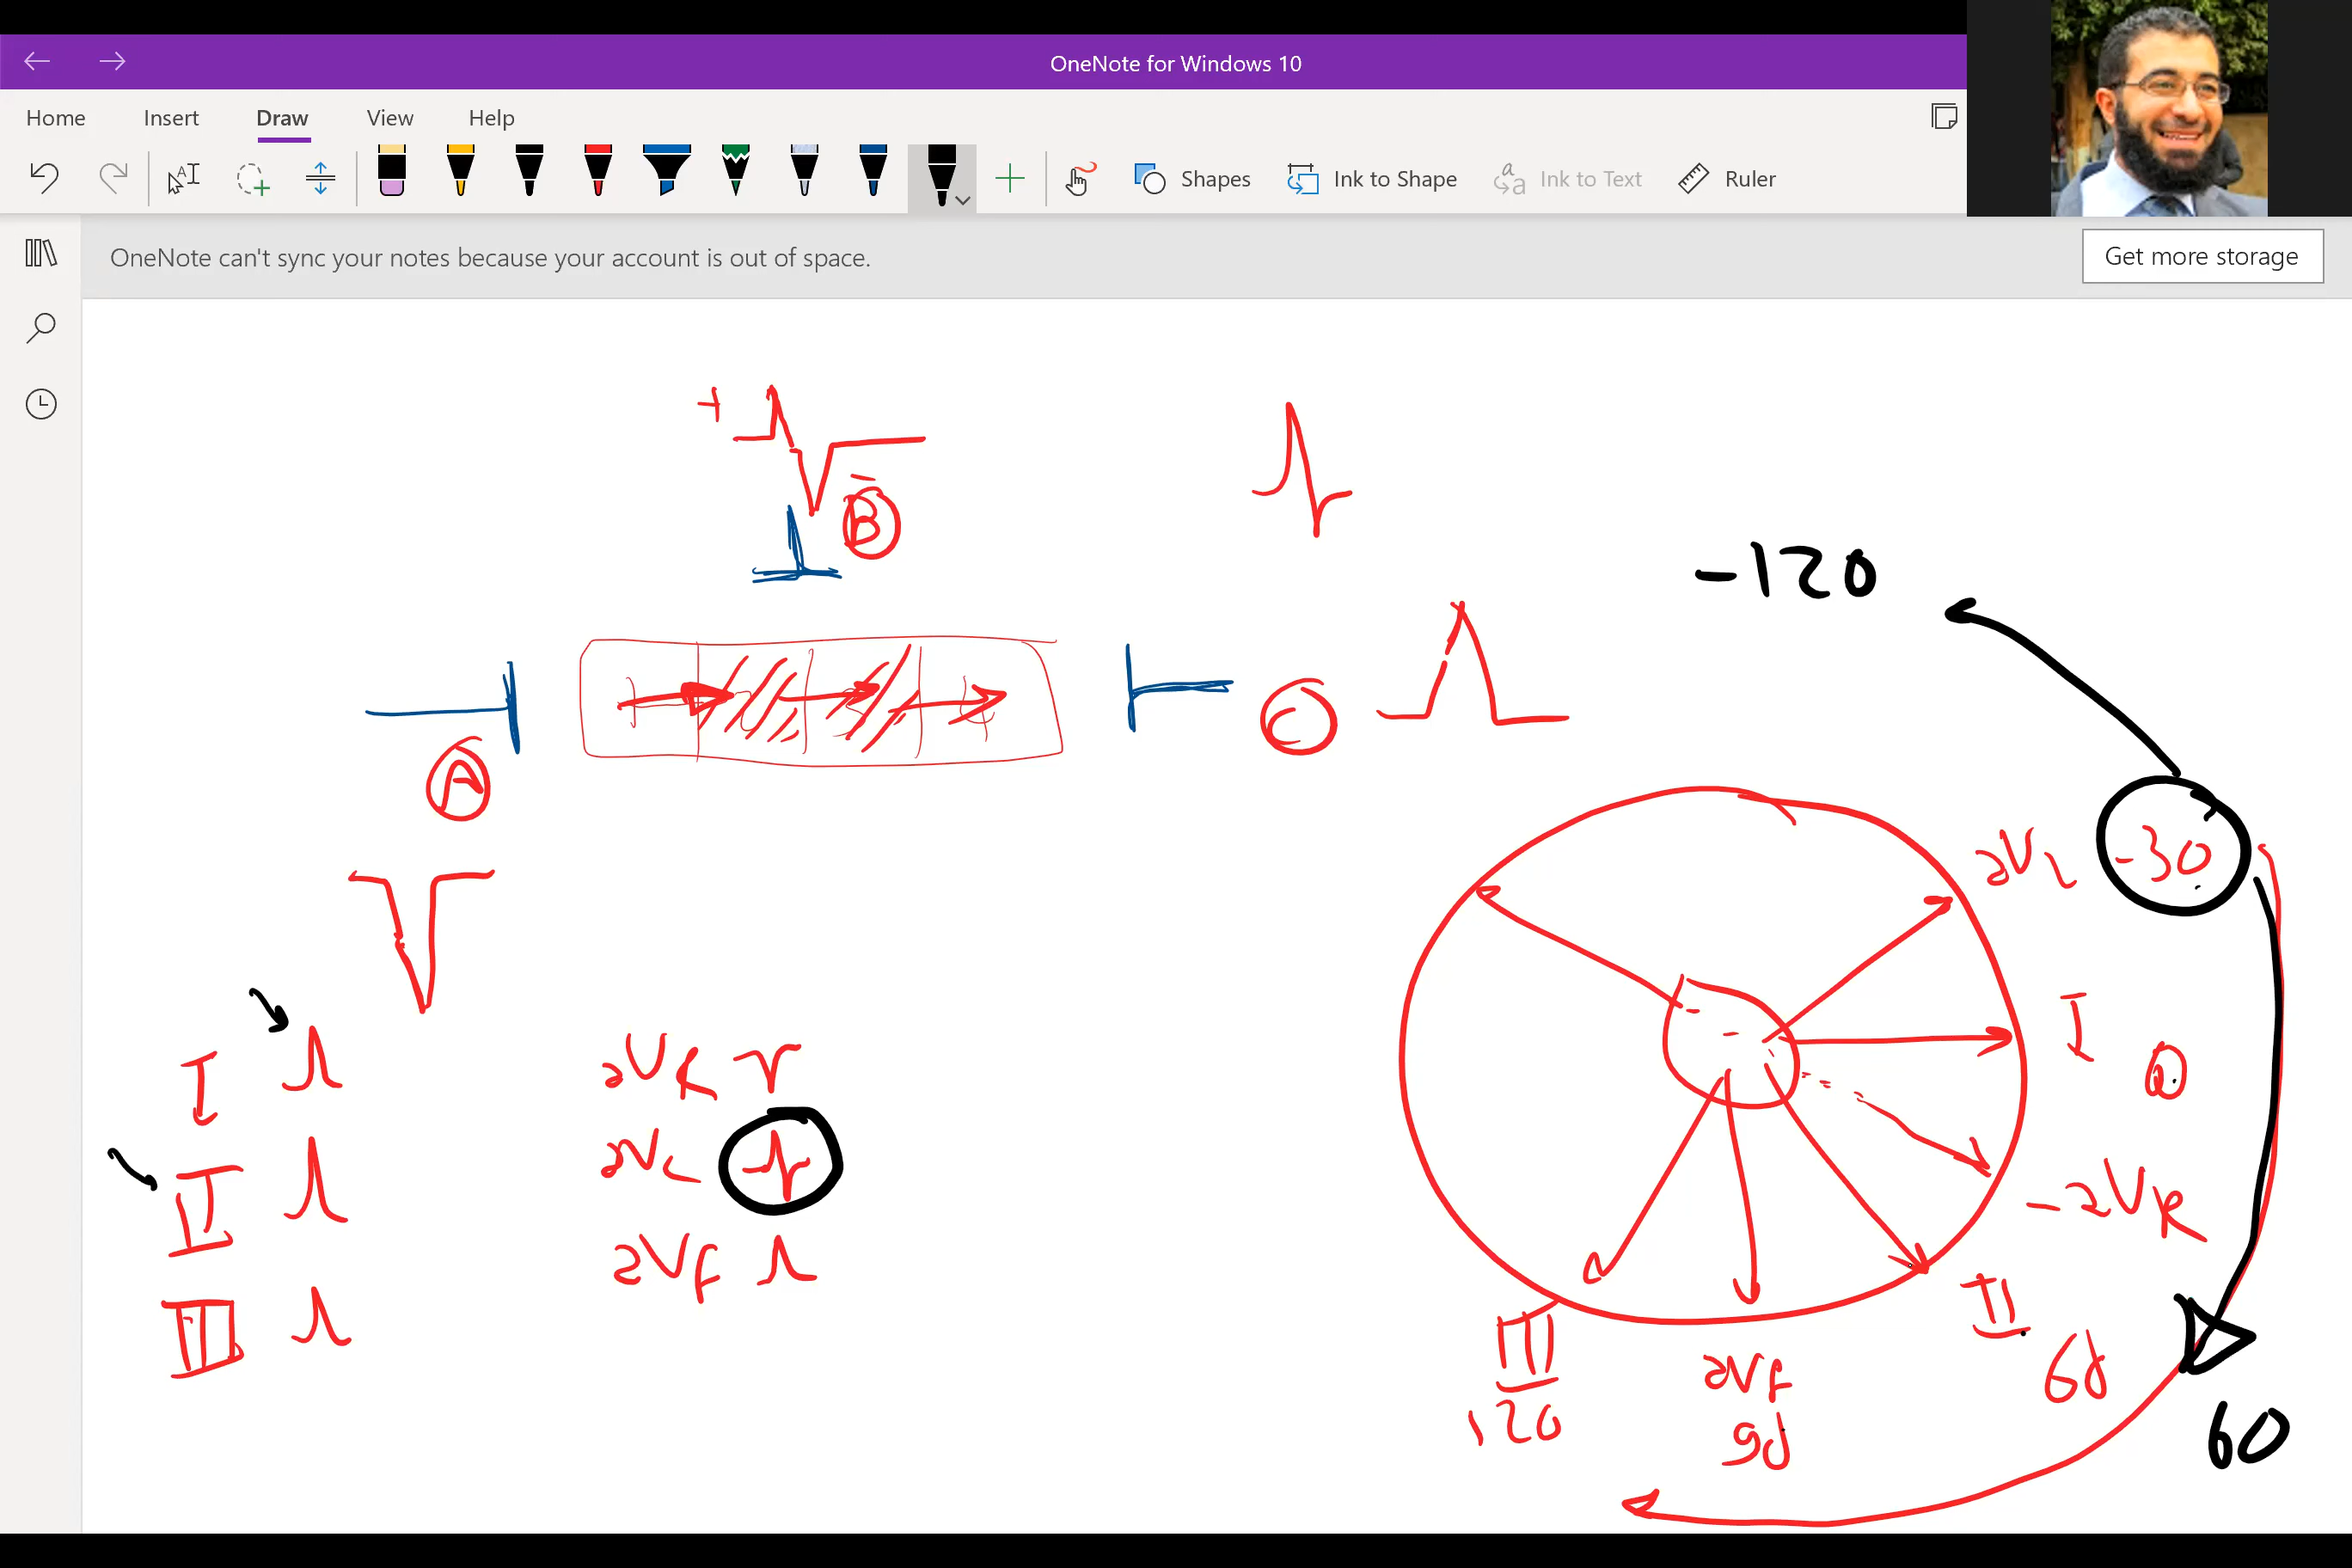 OneNote for Windows 10
Home Insert Draw View Help
Shapes Ink to Shape Ink to Text Ruler
OneNote can't sync your notes because your account is out of space. Get more storage
+
-
B
-120
A
C
aVL -30
I
0
I
aVR
-aVR
II
aVL
II
60
III
aVF
III
120
aVF
90
60